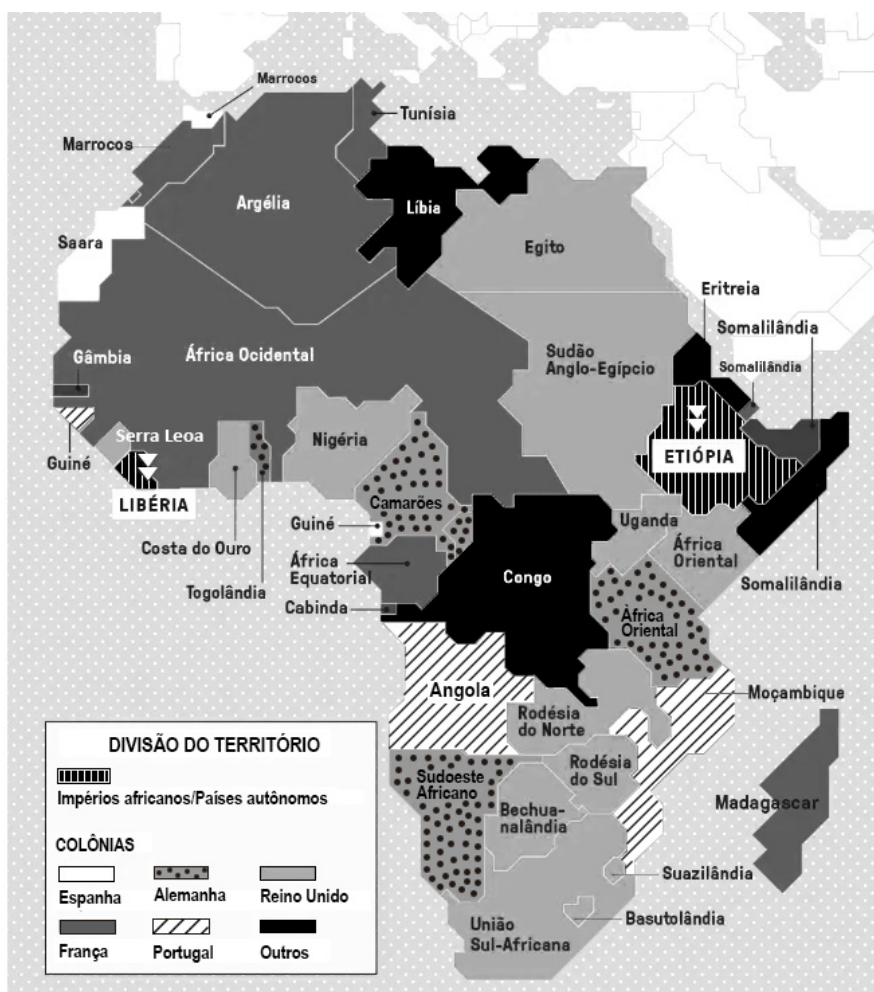 Marrocos
Marrocos
Tunísia
Argélia
Líbia
Saara
Egito
Eritreia
Somalilândia
Somalilândia
Gâmbia
África Ocidental
Sudão
Anglo-Egípcio
Serra Leoa
Nigéria
Guiné
ETIÓPIA
LIBÉRIA
Camarões
Guiné
Uganda
Costa do Ouro
África
Equatorial
África
Oriental
Togolândia
Congo
Somalilândia
Cabinda
Àfrica
Oriental
Angola
Moçambique
Rodésia
do Norte
DIVISÃO DO TERRITÓRIO
Impérios africanos/Países autônomos
COLÔNIAS
Espanha
Alemanha
Reino Unido
França
Portugal
Outros
Sudoeste
Africano
Rodésia
do Sul
Bechua-
nalândia
Madagascar
Suazilândia
Basutolândia
União
Sul-Africana